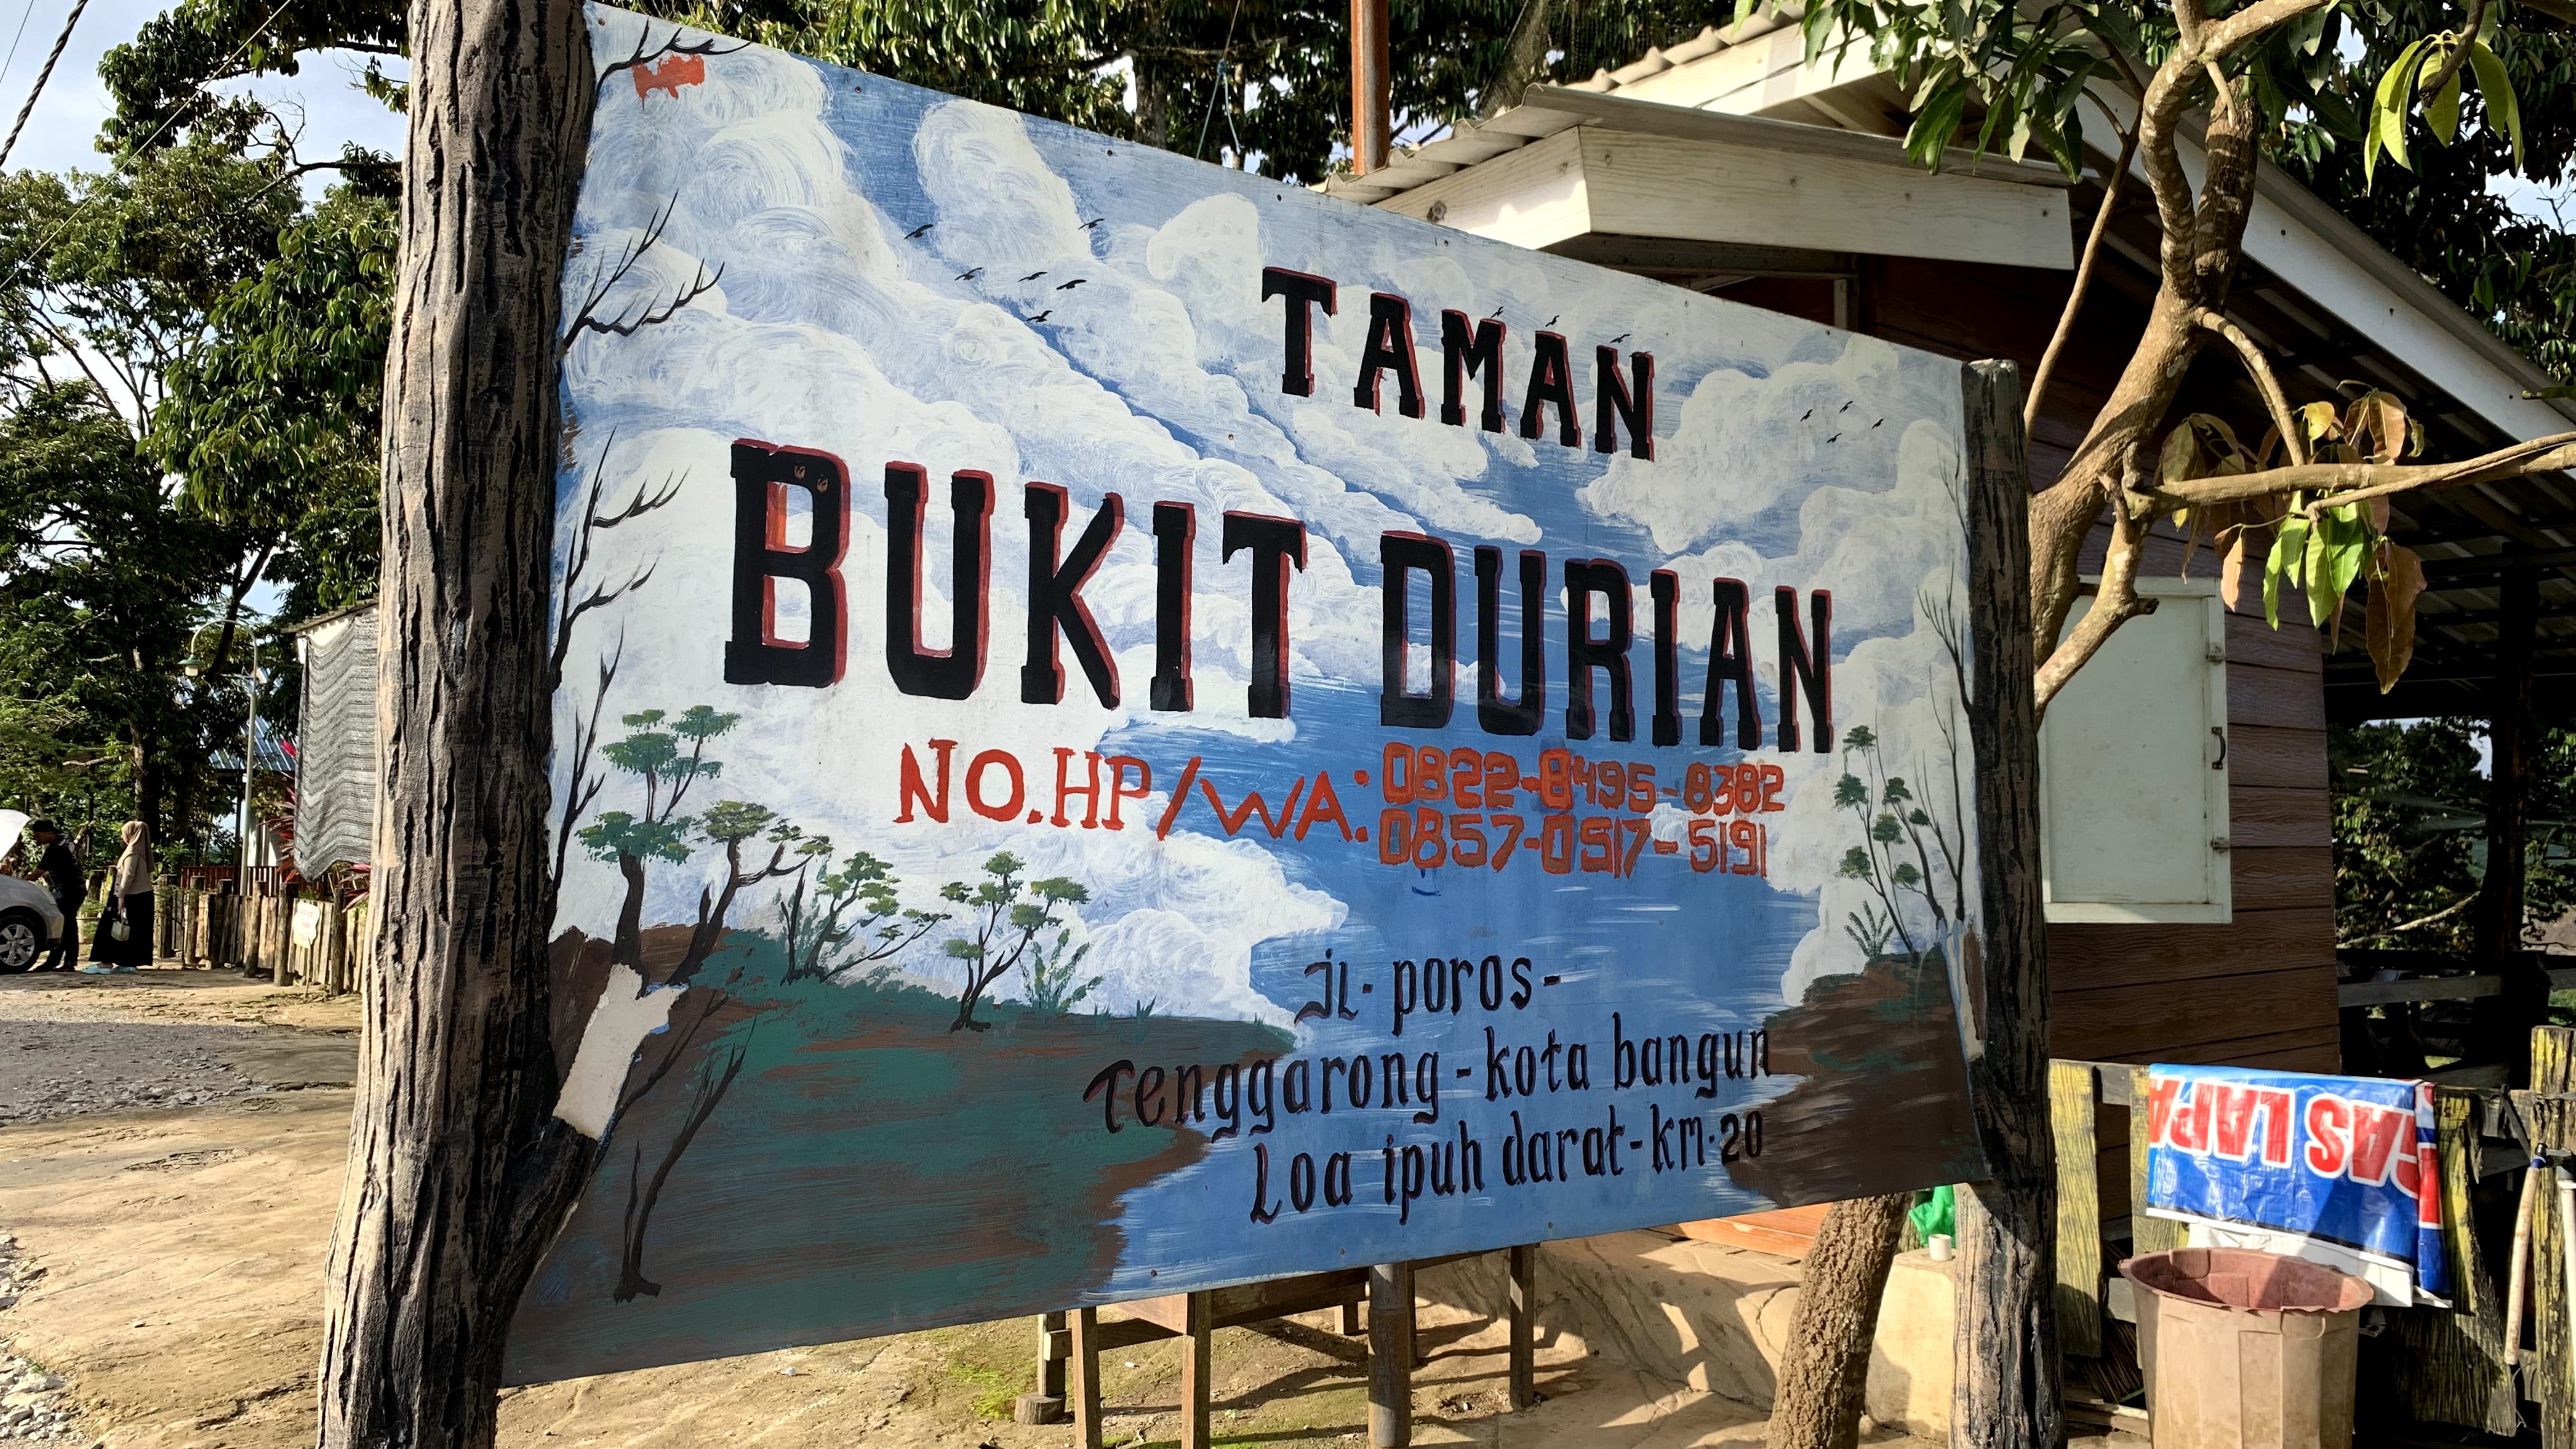 TAMAN
BUKIT DURIAN
NO.HP/WA: 0822-8495-8382
0857-0517-5191
Jl. poros-
Tenggarong-kota bangun
Loa ipuh darat-km.20